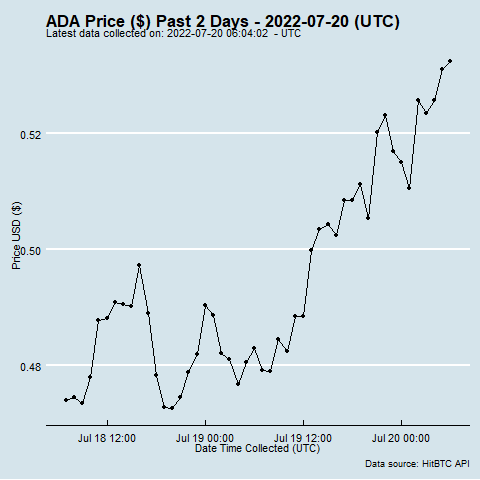 ADA Price ($) Past 2 Days - 2022-07-20 (UTC)
Latest data collected on: 2022-07-20 06:04:02 - UTC
0.52
0.50
0.48
Price USD ($)
Jul 18 12:00
Jul 19 00:00
Jul 19 12:00
Jul 20 00:00
Date Time Collected (UTC)
Data source: HitBTC API